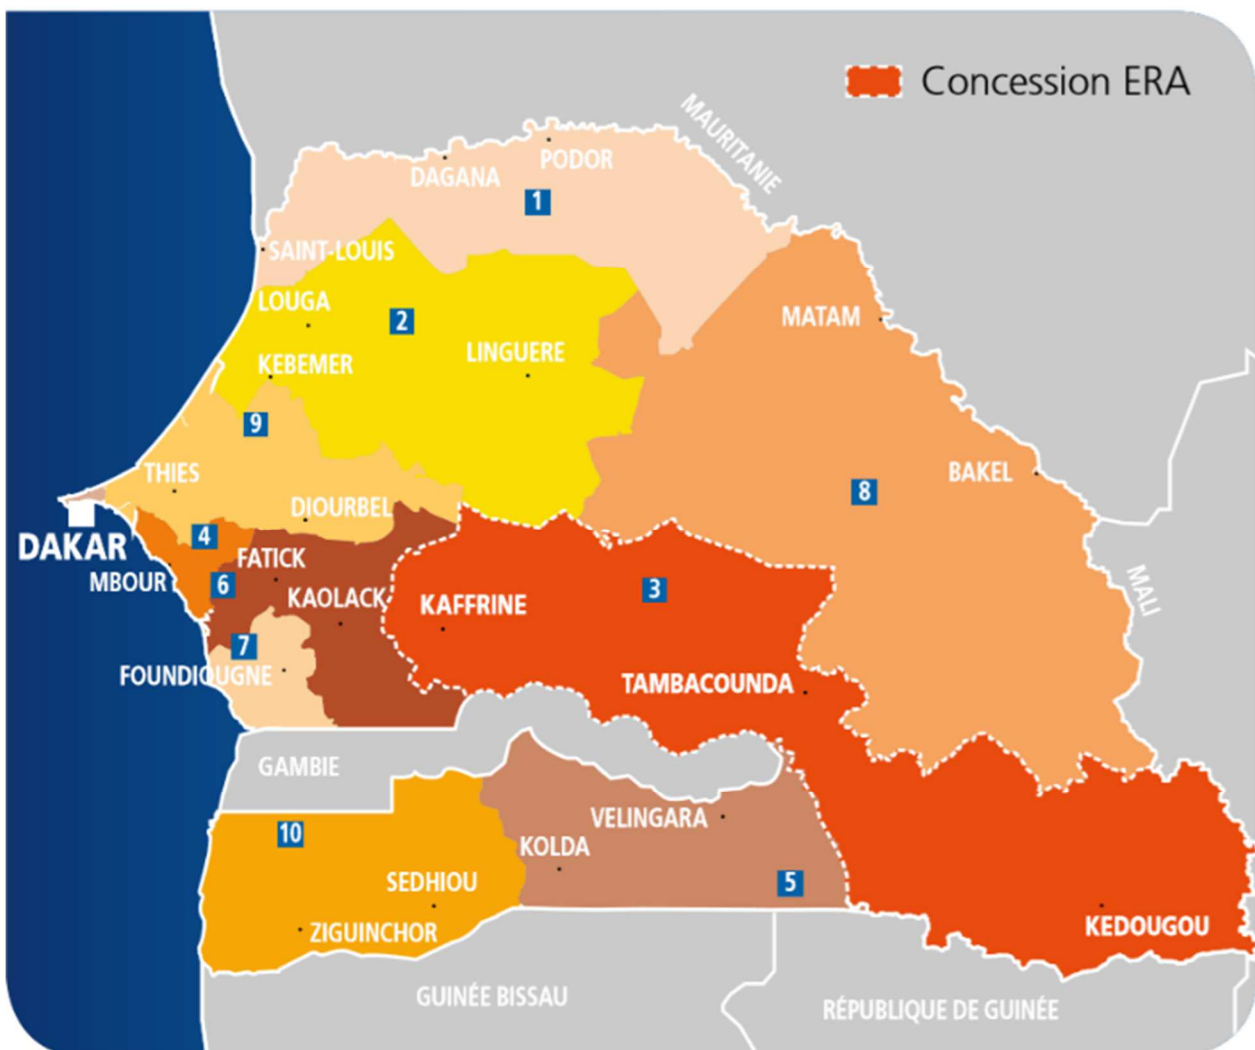 Concession ERA
MAURITANIE
PODOR
DAGANA
1
SAINT-LOUIS
LOUGA
2
MATAM
LINGUERE
KEBEMER
9
THIES
BAKEL
8
DIOURBEL
DAKAR
4
FATICK
MBOUR
6
KAOLACK
KAFFRINE
3
MALI
7
FOUNDIOUGNE
TAMBACOUNDA
GAMBIE
VELINGARA
10
KOLDA
SEDHIOU
5
ZIGUINCHOR
KEDOUGOU
GUINÉE BISSAU
RÉPUBLIQUE DE GUINÉE